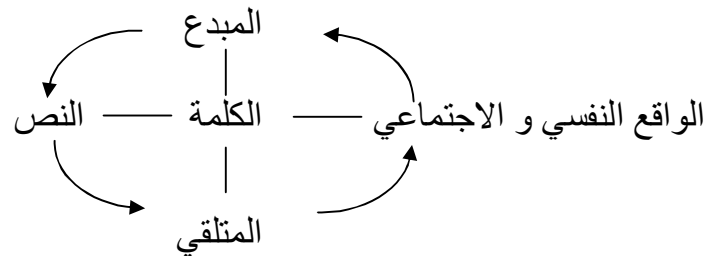 المبدع
الواقع النفسي و الاجتماعي
الكلمة
النص
المتلقي